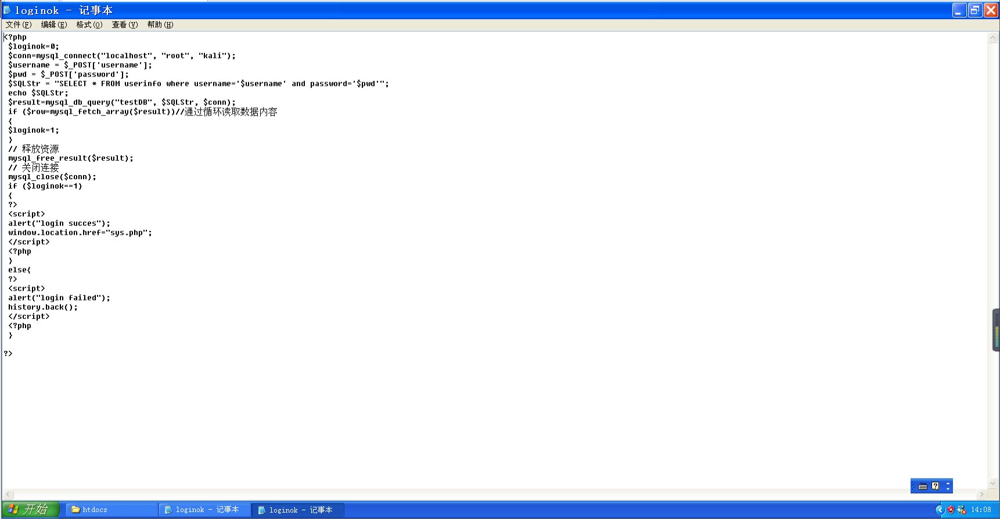 loginok - 记事本
文件(F) 编辑(E) 格式(O) 查看(V) 帮助(H)
<?php
$loginok=0;
$conn=mysql_connect("localhost", "root", "kali");
$username = $_POST['username'];
$pwd = $_POST['password'];
$SQLStr = "SELECT * FROM userinfo where username='$username' and password='$pwd'";
echo $SQLStr;
$result=mysql_db_query("testDB", $SQLStr, $conn);
if ($row=mysql_fetch_array($result))//通过循环读取数据内容
{
$loginok=1;
}
// 释放资源
mysql_free_result($result);
// 关闭连接
mysql_close($conn);
if ($loginok==1)
{
?>
<script>
alert("login succes");
window.location.href="sys.php";
</script>
<?php
}
else{
?>
<script>
alert("login failed");
history.back();
</script>
<?php
}
?>
开始 htdocs loginok - 记事本 loginok - 记事本 14:08